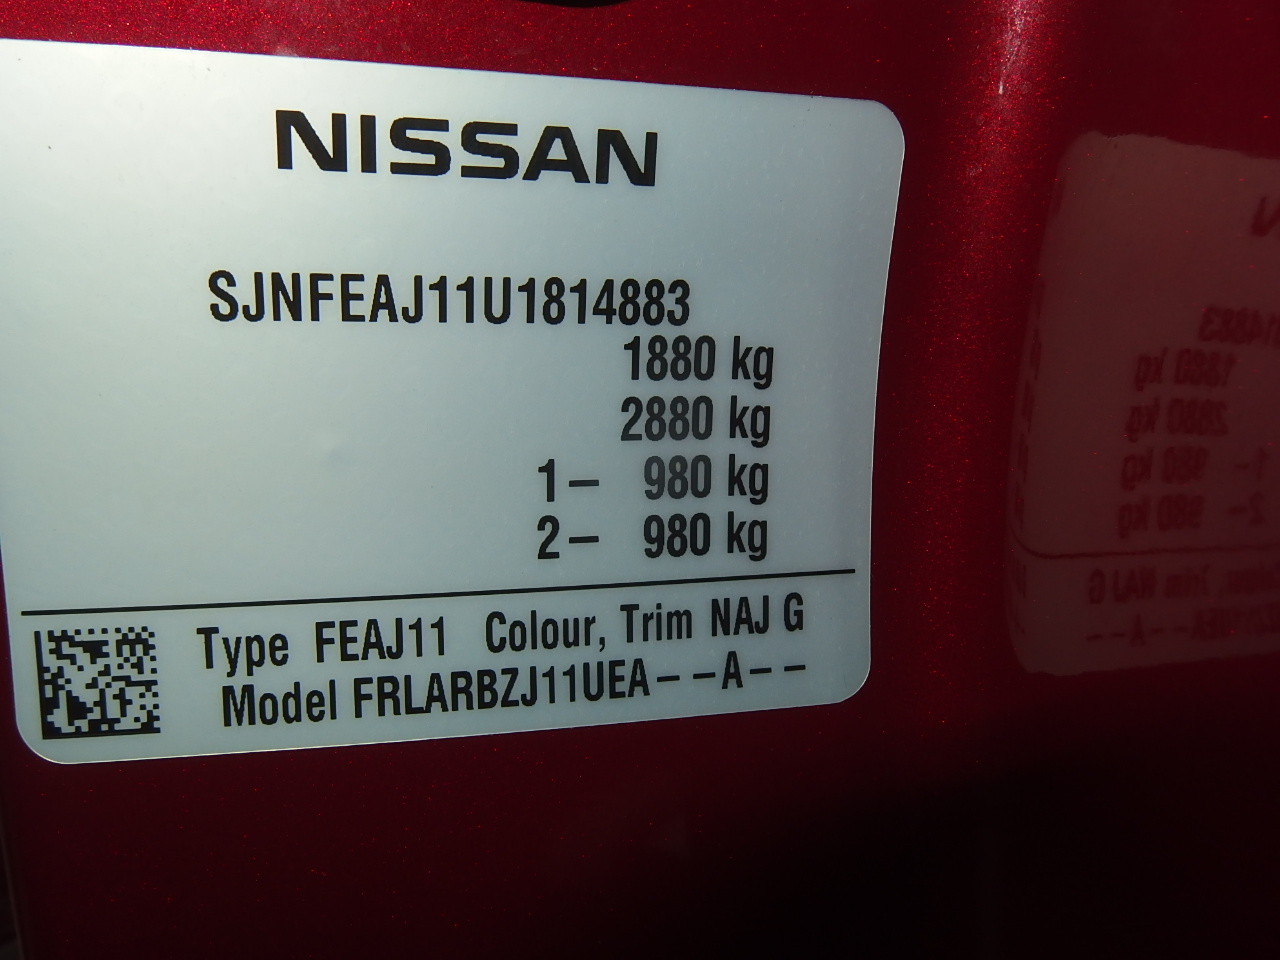 NISSAN
SJNFEAJ11U1814883
1880 kg
2880 kg
1- 980 kg
2- 980 kg
Type FEAJ11 Colour, Trim NAJ G
Model FRLARBZJ11UEA--A--